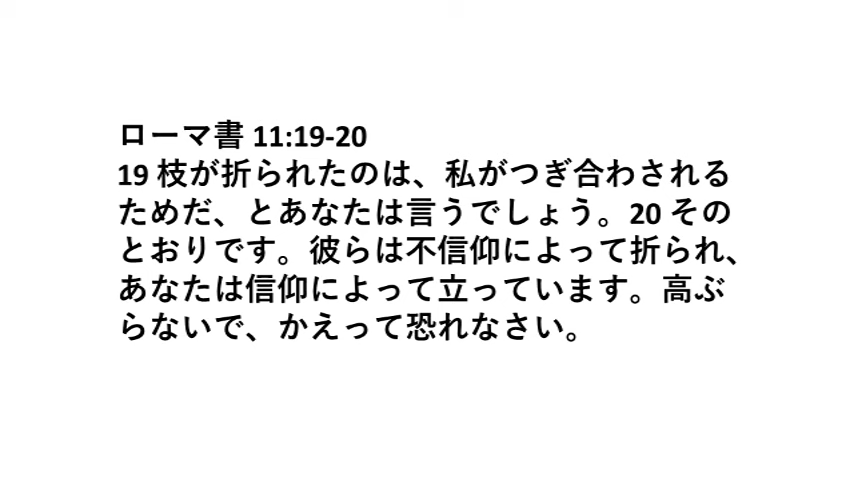 ローマ書 11:19-20
19 枝が折られたのは、私がつぎ合わされる
ためだ、とあなたは言うでしょう。20 その
とおりです。彼らは不信仰によって折られ、
あなたは信仰によって立っています。高ぶ
らないで、かえって恐れなさい。